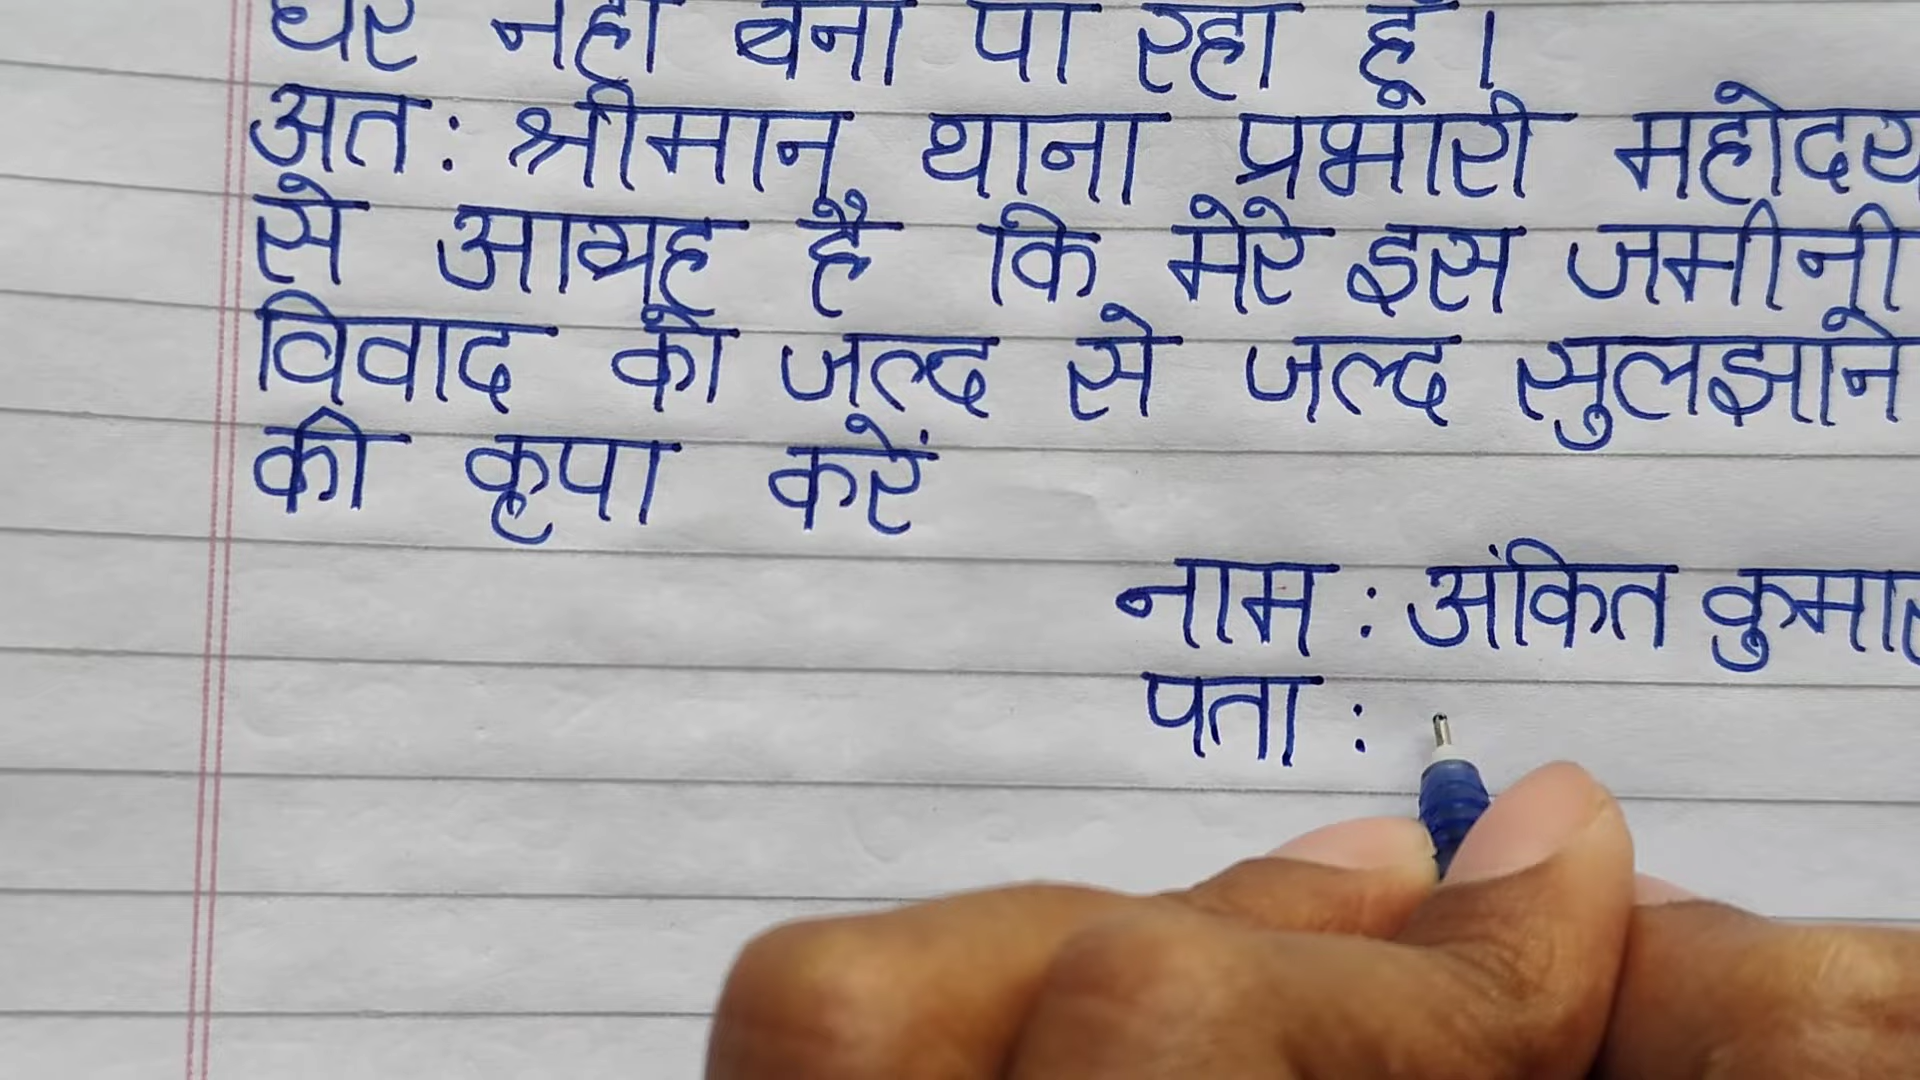 घर नहीं बना पा रहा हूँ।
अत: श्रीमान् थाना प्रभारी महोदय
से आग्रह है कि मेरे इस जमीनी
विवाद को जल्द से जल्द सुलझाने
की कृपा करें
नाम : अंकित कुमार
पता :